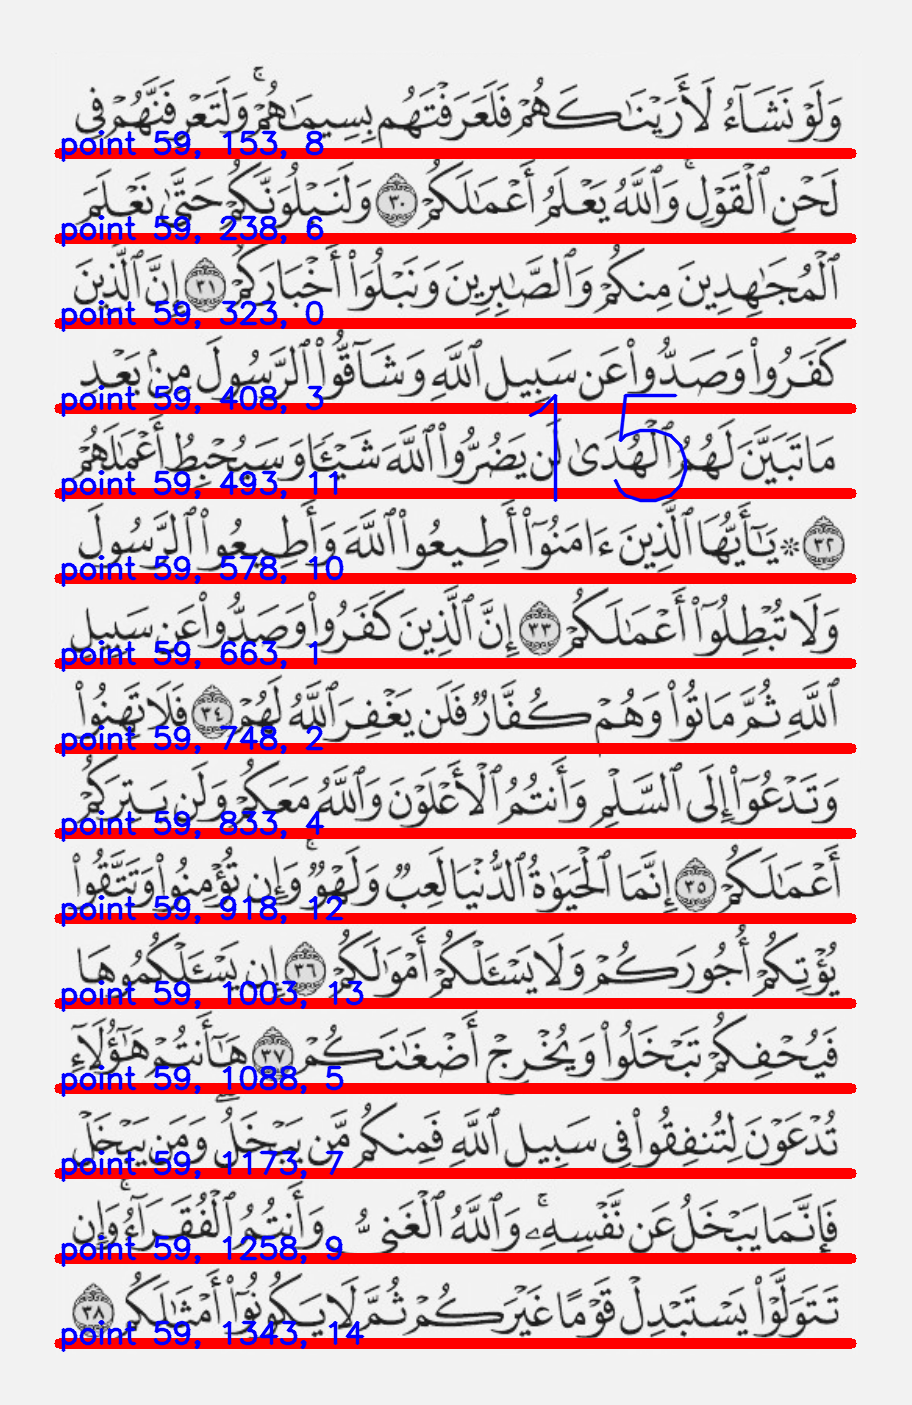 وَلَوْ نَشَآءُ لَأَرَيْنَٰكَهُمْ فَلَعَرَفْتَهُم بِسِيمَٰهُمْ ۚ وَلَتَعْرِفَنَّهُمْ فِى
point 59, 153, 8
لَحْنِ ٱلْقَوْلِ ۚ وَٱللَّهُ يَعْلَمُ أَعْمَٰلَكُمْ ٣٠ وَلَنَبْلُوَنَّكُمْ حَتَّىٰ نَعْلَمَ
point 59, 238, 6
ٱلْمُجَٰهِدِينَ مِنكُمْ وَٱلصَّٰبِرِينَ وَنَبْلُوَا۟ أَخْبَارَكُمْ ٣١ إِنَّ ٱلَّذِينَ
point 59, 323, 0
كَفَرُوا۟ وَصَدُّوا۟ عَن سَبِيلِ ٱللَّهِ وَشَآقُّوا۟ ٱلرَّسُولَ مِنۢ بَعْدِ
point 59, 408, 3
مَا تَبَيَّنَ لَهُمُ ٱلْهُدَىٰ لَن يَضُرُّوا۟ ٱللَّهَ شَيْـًٔا وَسَيُحْبِطُ أَعْمَٰلَهُمْ
15
point 59, 493, 11
٣٢ ۞ يَٰٓأَيُّهَا ٱلَّذِينَ ءَامَنُوٓا۟ أَطِيعُوا۟ ٱللَّهَ وَأَطِيعُوا۟ ٱلرَّسُولَ
point 59, 578, 10
وَلَا تُبْطِلُوٓا۟ أَعْمَٰلَكُمْ ٣٣ إِنَّ ٱلَّذِينَ كَفَرُوا۟ وَصَدُّوا۟ عَن سَبِيلِ
point 59, 663, 1
ٱللَّهِ ثُمَّ مَاتُوا۟ وَهُمْ كُفَّارٌ فَلَن يَغْفِرَ ٱللَّهُ لَهُمْ ٣٤ فَلَا تَهِنُوا۟
point 59, 748, 2
وَتَدْعُوٓا۟ إِلَى ٱلسَّلْمِ وَأَنتُمُ ٱلْأَعْلَوْنَ وَٱللَّهُ مَعَكُمْ وَلَن يَتِرَكُمْ
point 59, 833, 4
أَعْمَٰلَكُمْ ٣٥ إِنَّمَا ٱلْحَيَوٰةُ ٱلدُّنْيَا لَعِبٌ وَلَهْوٌ ۚ وَإِن تُؤْمِنُوا۟ وَتَتَّقُوا۟
point 59, 918, 12
يُؤْتِكُمْ أُجُورَكُمْ وَلَا يَسْـَٔلْكُمْ أَمْوَٰلَكُمْ ٣٦ إِن يَسْـَٔلْكُمُوهَا
point 59, 1003, 13
فَيُحْفِكُمْ تَبْخَلُوا۟ وَيُخْرِجْ أَضْغَٰنَكُمْ ٣٧ هَٰٓأَنتُمْ هَٰٓؤُلَآءِ
point 59, 1088, 5
تُدْعَوْنَ لِتُنفِقُوا۟ فِى سَبِيلِ ٱللَّهِ فَمِنكُم مَّن يَبْخَلُ ۖ وَمَن يَبْخَلْ
point 59, 1173, 7
فَإِنَّمَا يَبْخَلُ عَن نَّفْسِهِۦ ۚ وَٱللَّهُ ٱلْغَنِىُّ وَأَنتُمُ ٱلْفُقَرَآءُ ۚ وَإِن
point 59, 1258, 9
تَتَوَلَّوْا۟ يَسْتَبْدِلْ قَوْمًا غَيْرَكُمْ ثُمَّ لَا يَكُونُوٓا۟ أَمْثَٰلَكُم ٣٨
point 59, 1343, 14